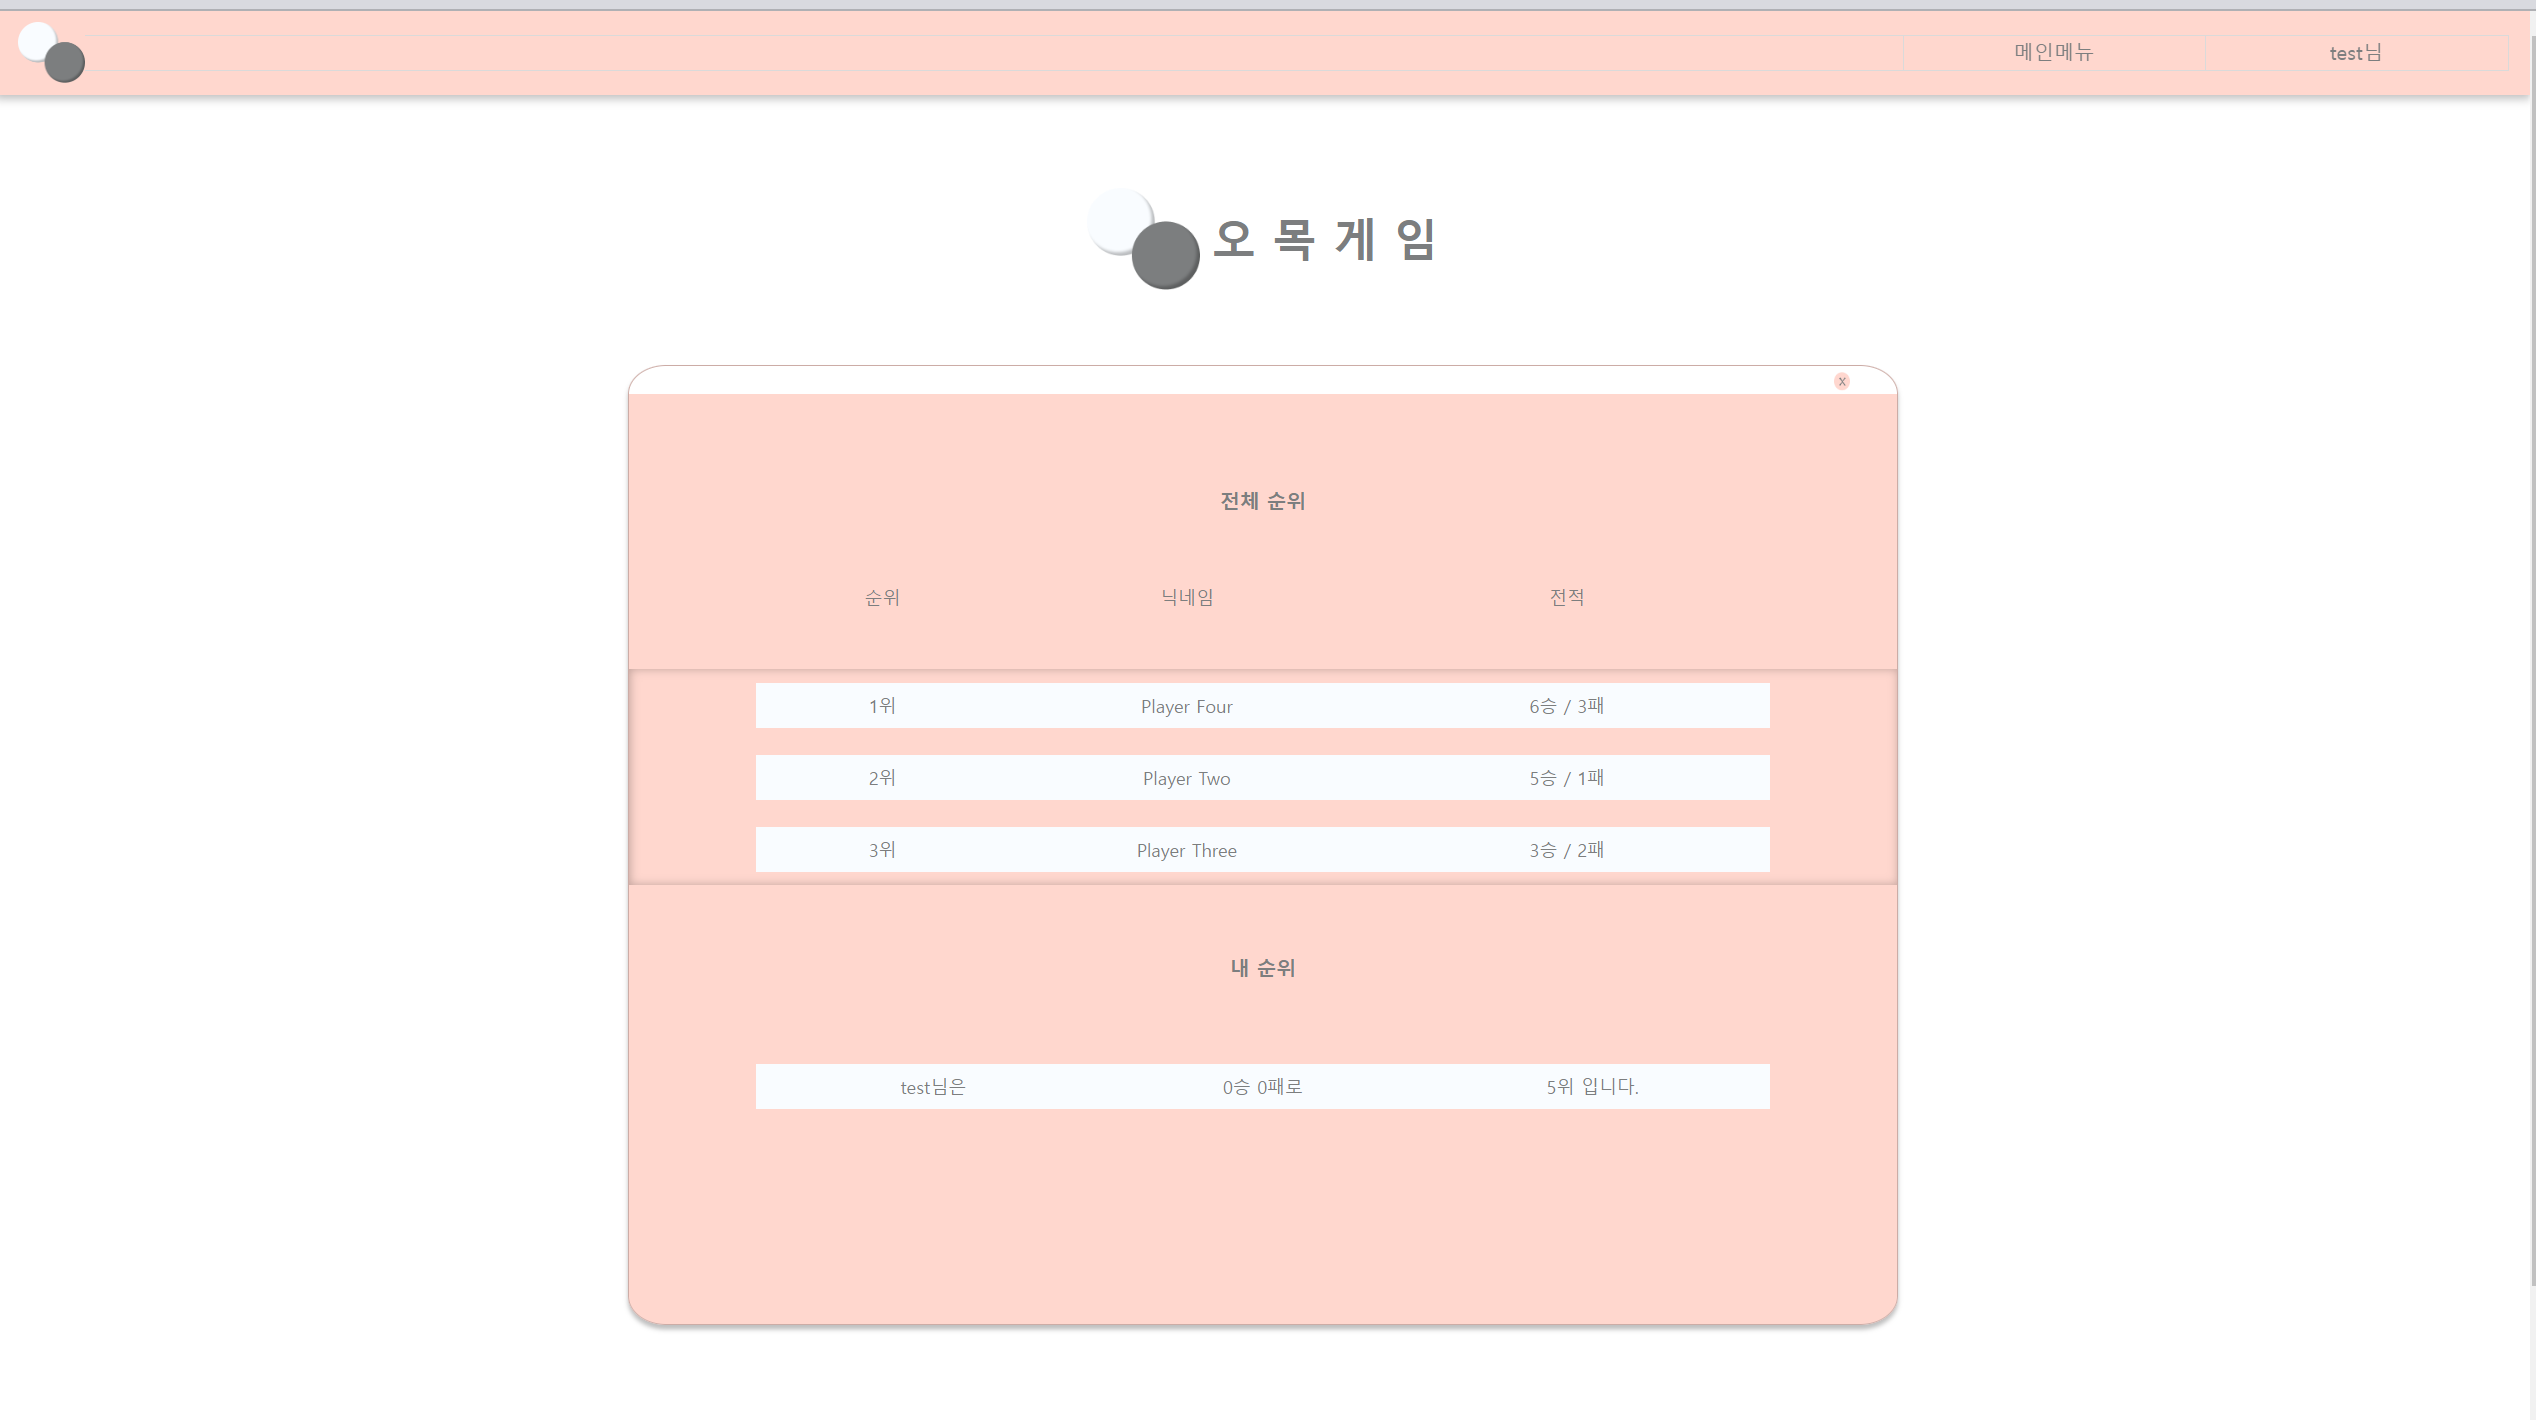 메인메뉴 test님
오 목 게 임
x
전체 순위
순위 닉네임 전적
1위 Player Four 6승 / 3패
2위 Player Two 5승 / 1패
3위 Player Three 3승 / 2패
내 순위
test님은 0승 0패로 5위 입니다.